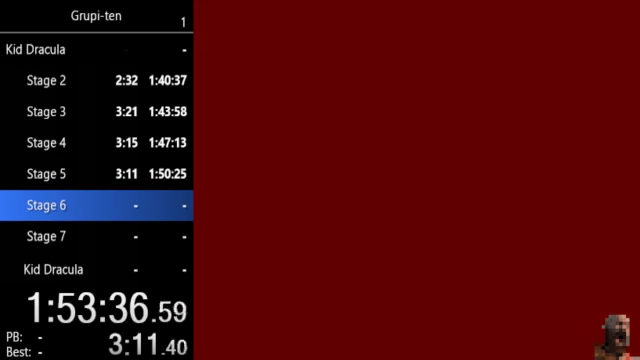 Grupi-ten
1
Kid Dracula -
Stage 2 2:32 1:40:37
Stage 3 3:21 1:43:58
Stage 4 3:15 1:47:13
Stage 5 3:11 1:50:25
Stage 6 - -
Stage 7 - -
Kid Dracula - -
1:53:36.59
PB: -
Best: - 3:11.40